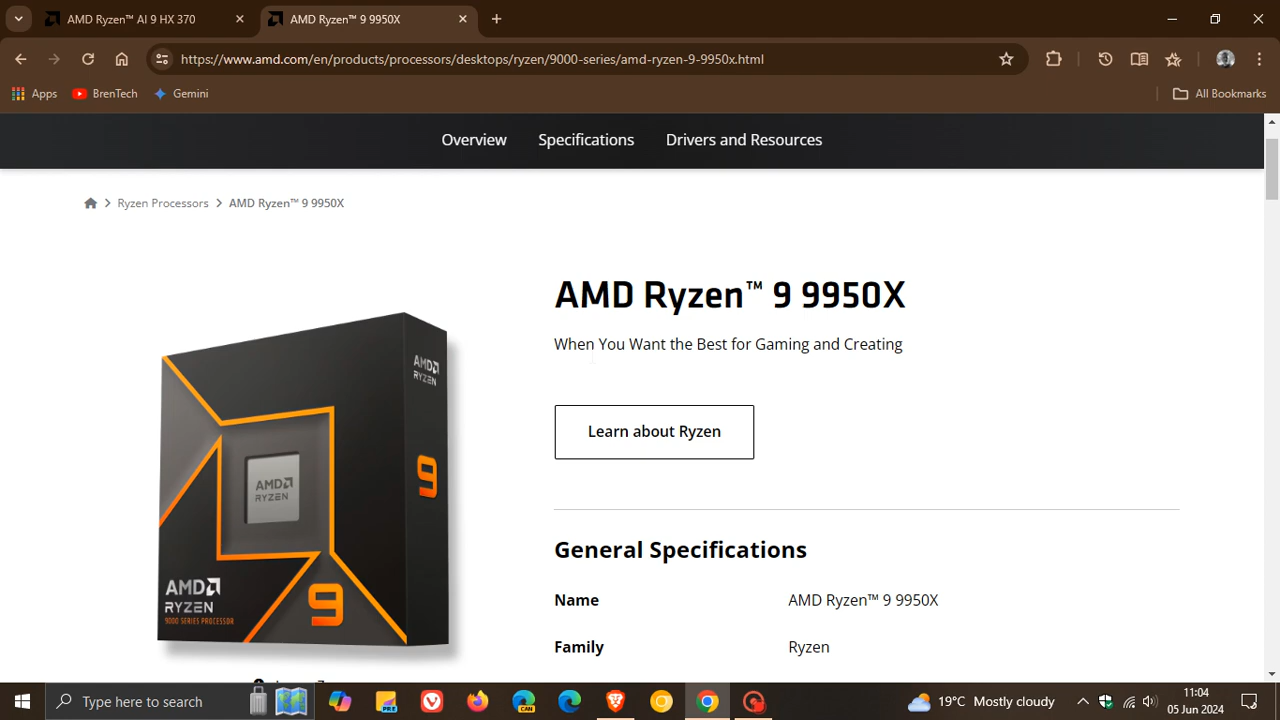 AMD Ryzen™ AI 9 HX 370
AMD Ryzen™ 9 9950X
https://www.amd.com/en/products/processors/desktops/ryzen/9000-series/amd-ryzen-9-9950x.html
Apps
BrenTech
Gemini
All Bookmarks
Overview
Specifications
Drivers and Resources
Ryzen Processors
AMD Ryzen™ 9 9950X
AMD Ryzen™ 9 9950X
When You Want the Best for Gaming and Creating
Learn about Ryzen
AMD
RYZEN
9
AMD
RYZEN
AMD
RYZEN
9000 SERIES PROCESSOR
9
General Specifications
Name AMD Ryzen™ 9 9950X
Family Ryzen
Type here to search
PRE
CAN
19°C Mostly cloudy
11:04
05 Jun 2024